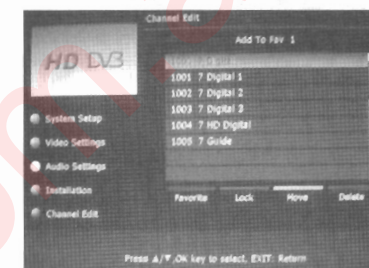 Channel Edit
Add To Fav 1
HD DVB
1001 7 Digital 1
1002 7 Digital 2
1003 7 Digital 3
1004 7 HD Digital
1005 7 Guide
System Setup
Video Settings
Audio Settings
Installation
Channel Edit
Favorite Lock Move Delete
Press ▲/▼,OK key to select, EXIT: Return